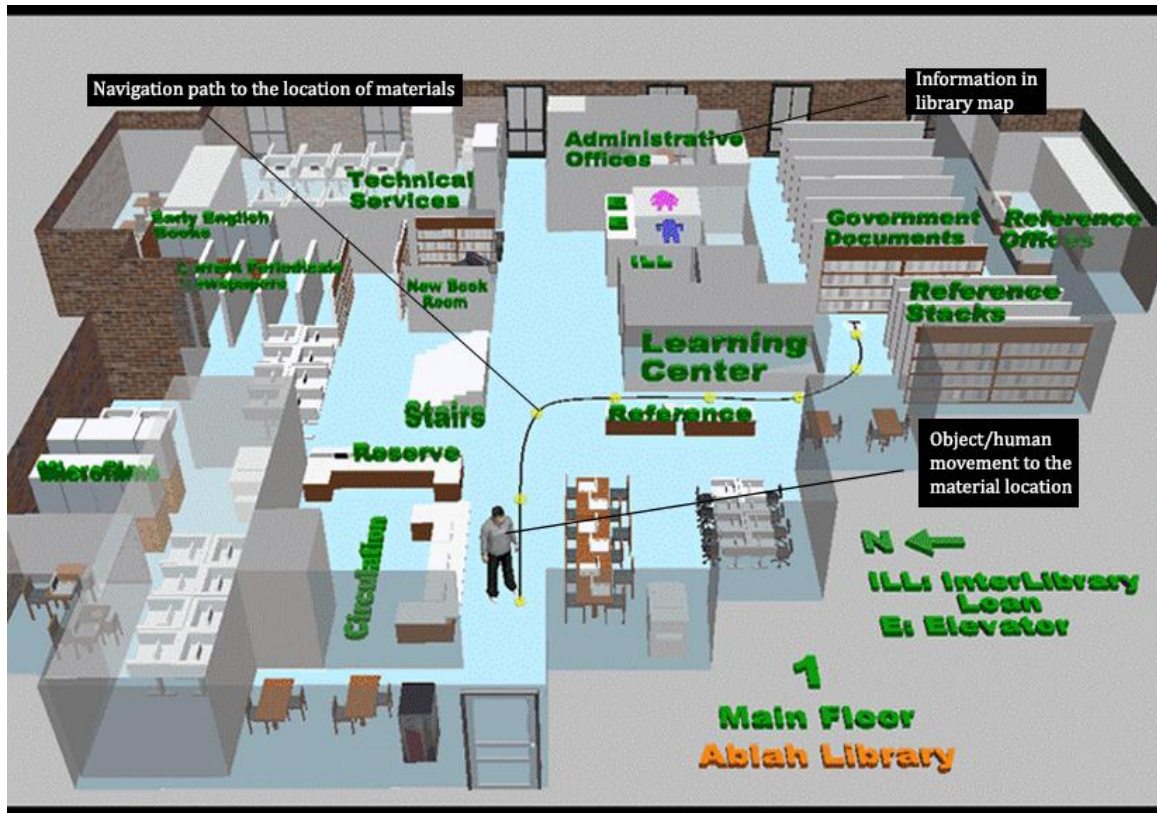 Navigation path to the location of materials
Information in
library map
Administrative
Offices
Technical
Services
Early English
Books
Government
Documents
Reference
Offices
Current Periodicals
Newspapers
New Book
Room
ILL
Reference
Stacks
Learning
Center
Stairs
Reference
Reserve
Object/human
movement to the
material location
Circulation
N
ILL: InterLibrary
Loan
E: Elevator
1
Main Floor
Ablah Library